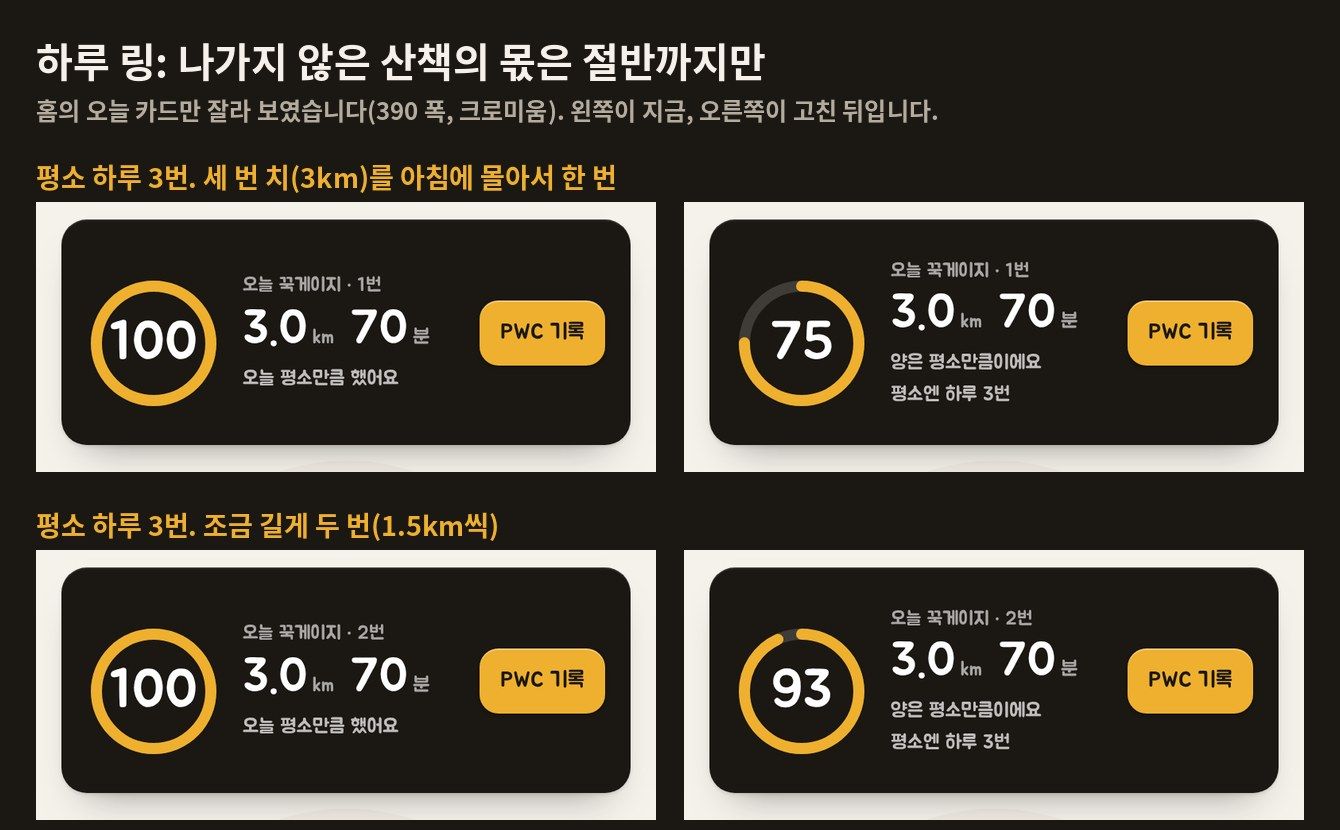 하루 링: 나가지 않은 산책의 몫은 절반까지만
홈의 오늘 카드만 잘라 보였습니다(390 폭, 크로미움). 왼쪽이 지금, 오른쪽이 고친 뒤입니다.
평소 하루 3번. 세 번 치(3km)를 아침에 몰아서 한 번
오늘 꾹게이지 · 1번
100
3.0 km 70 분
PWC 기록
오늘 평소만큼 했어요
오늘 꾹게이지 · 1번
75
3.0 km 70 분
PWC 기록
양은 평소만큼이에요
평소엔 하루 3번
평소 하루 3번. 조금 길게 두 번(1.5km씩)
오늘 꾹게이지 · 2번
100
3.0 km 70 분
PWC 기록
오늘 평소만큼 했어요
오늘 꾹게이지 · 2번
93
3.0 km 70 분
PWC 기록
양은 평소만큼이에요
평소엔 하루 3번